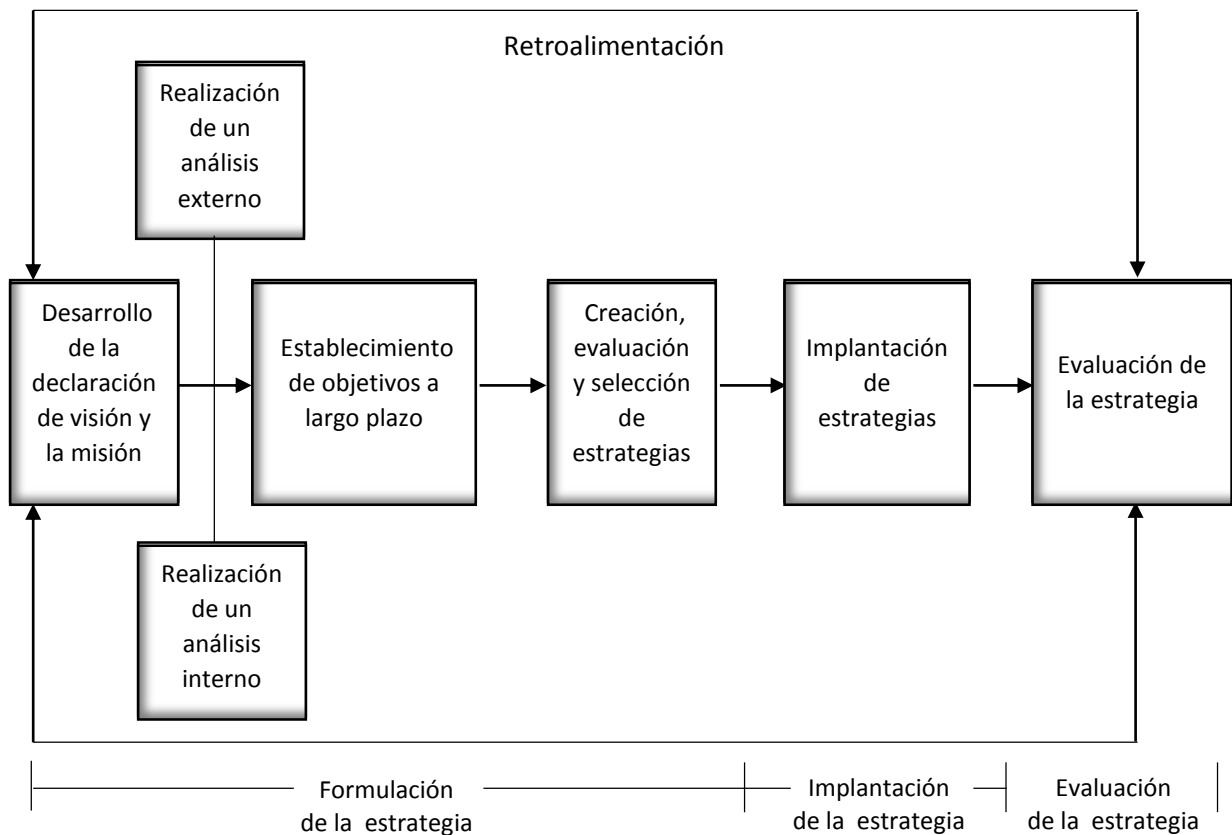 Retroalimentación
Realización
de un
análisis
externo
Desarrollo
de la
declaración
de visión y
la misión
Establecimiento
de objetivos a
largo plazo
Creación,
evaluación
y selección
de
estrategias
Implantación
de
estrategias
Evaluación de
la estrategia
Realización
de un
análisis
interno
Formulación
de la estrategia
Implantación
de la estrategia
Evaluación
de la estrategia